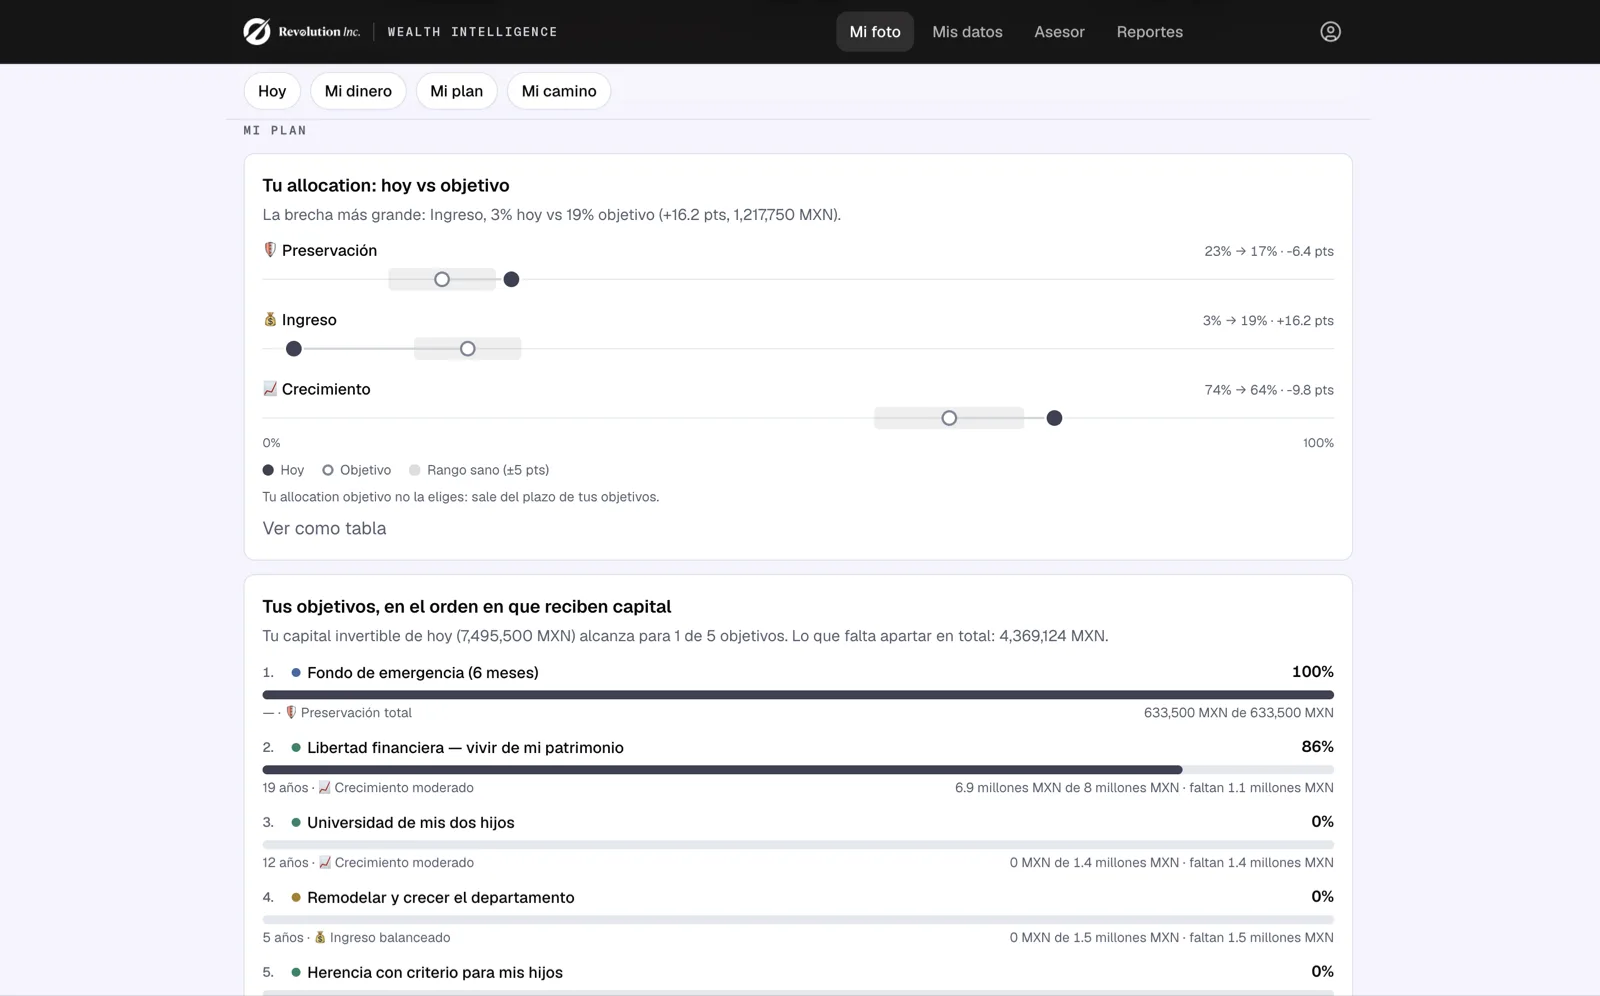 Revolution Inc. WEALTH INTELLIGENCE Mi foto Mis datos Asesor Reportes
Hoy Mi dinero Mi plan Mi camino
MI PLAN
Tu allocation: hoy vs objetivo
La brecha más grande: Ingreso, 3% hoy vs 19% objetivo (+16.2 pts, 1,217,750 MXN).
Preservación 23% → 17% · -6.4 pts
Ingreso 3% → 19% · +16.2 pts
Crecimiento 74% → 64% · -9.8 pts
0% 100%
Hoy Objetivo Rango sano (±5 pts)
Tu allocation objetivo no la eliges: sale del plazo de tus objetivos.
Ver como tabla
Tus objetivos, en el orden en que reciben capital
Tu capital invertible de hoy (7,495,500 MXN) alcanza para 1 de 5 objetivos. Lo que falta apartar en total: 4,369,124 MXN.
1. Fondo de emergencia (6 meses) 100%
— · Preservación total 633,500 MXN de 633,500 MXN
2. Libertad financiera — vivir de mi patrimonio 86%
19 años · Crecimiento moderado 6.9 millones MXN de 8 millones MXN · faltan 1.1 millones MXN
3. Universidad de mis dos hijos 0%
12 años · Crecimiento moderado 0 MXN de 1.4 millones MXN · faltan 1.4 millones MXN
4. Remodelar y crecer el departamento 0%
5 años · Ingreso balanceado 0 MXN de 1.5 millones MXN · faltan 1.5 millones MXN
5. Herencia con criterio para mis hijos 0%